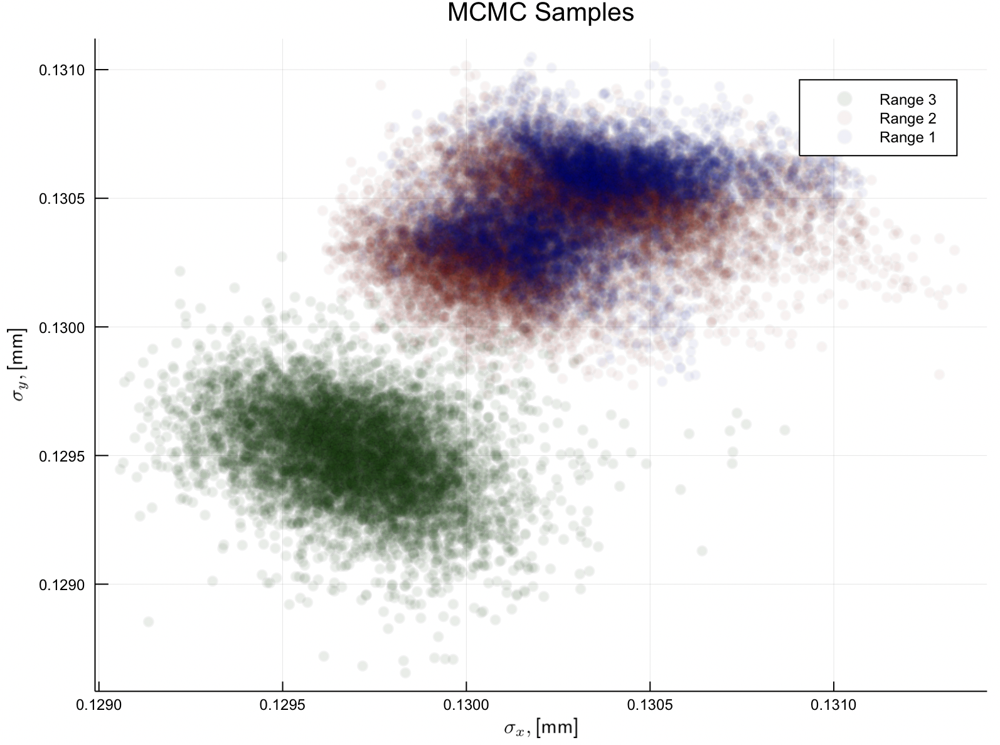 MCMC Samples
0.1310
0.1305
0.1300
0.1295
0.1290
σy, [mm]
Range 3
Range 2
Range 1
0.1290 0.1295 0.1300 0.1305 0.1310
σx, [mm]